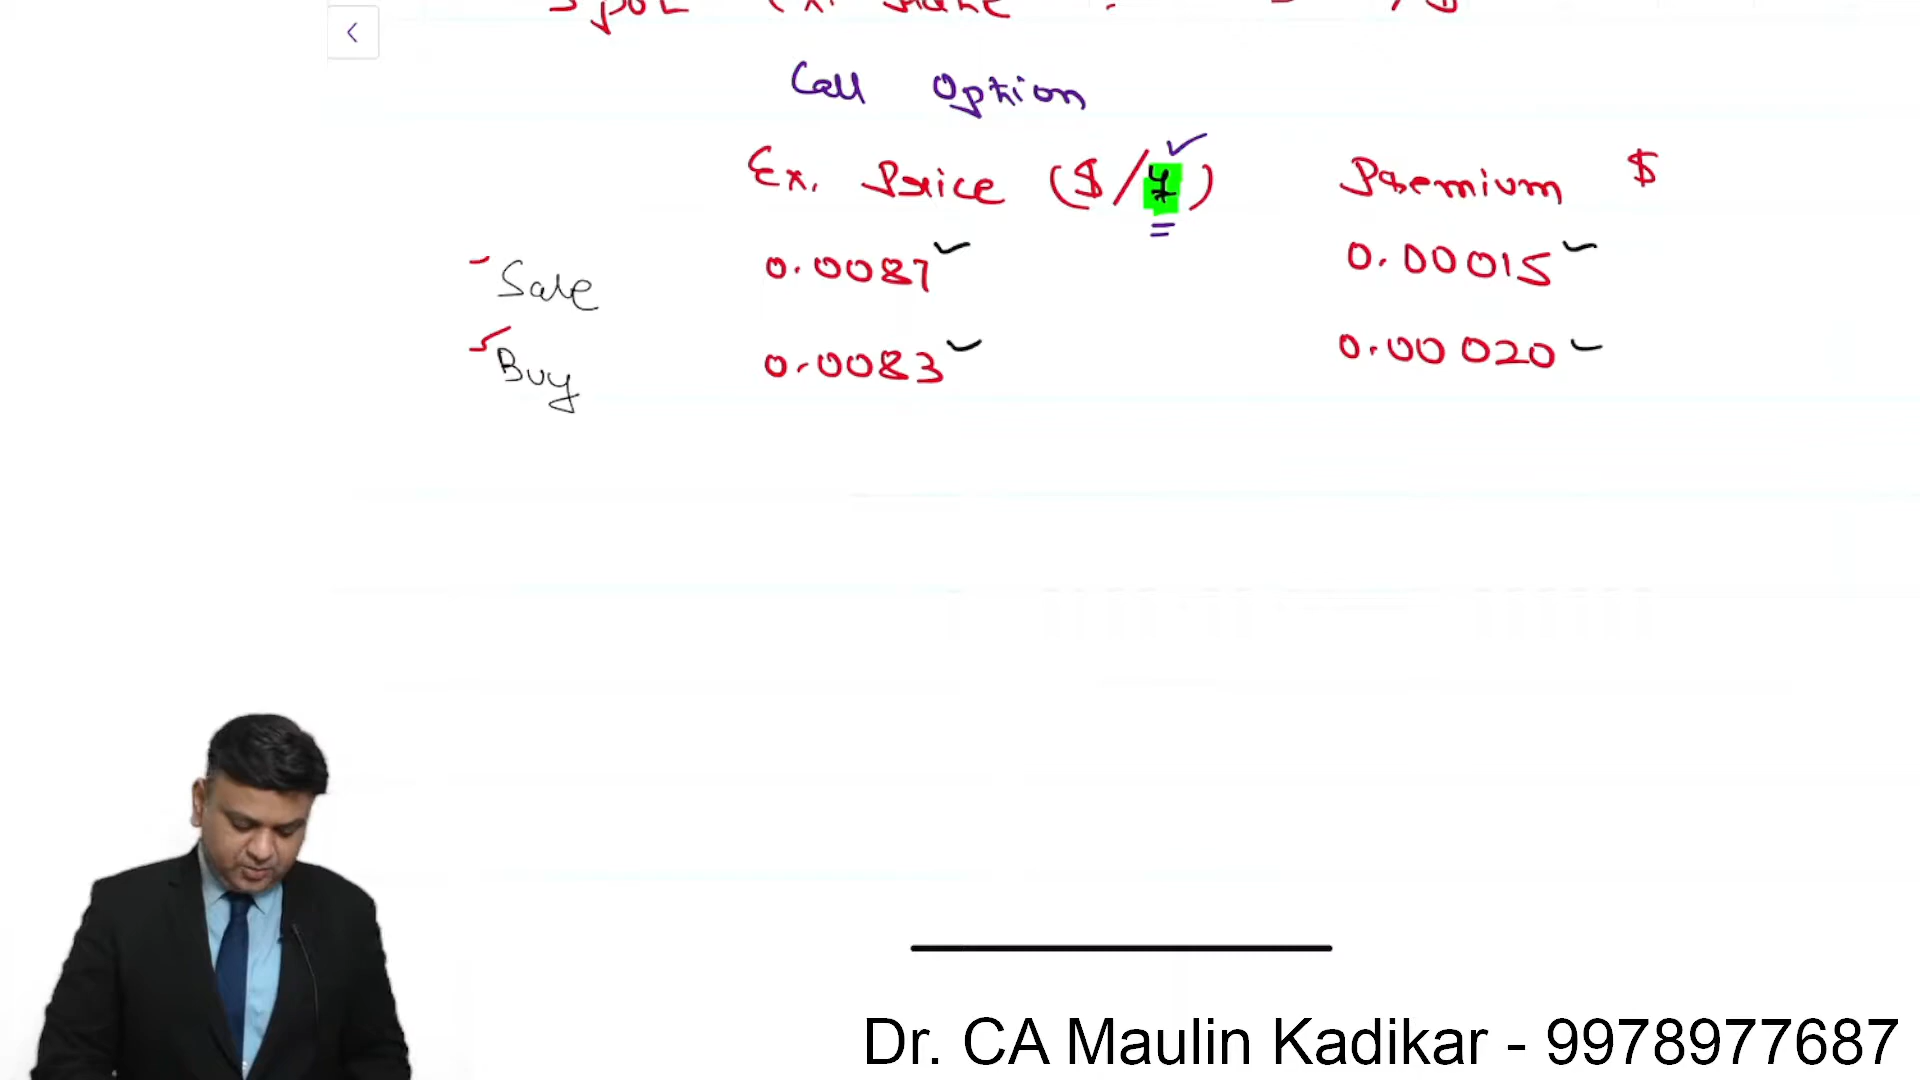 Call Option
Ex. Price ($/¥) Premium $
Sale 0.0087 0.00015
Buy 0.0083 0.00020
Dr. CA Maulin Kadikar - 9978977687